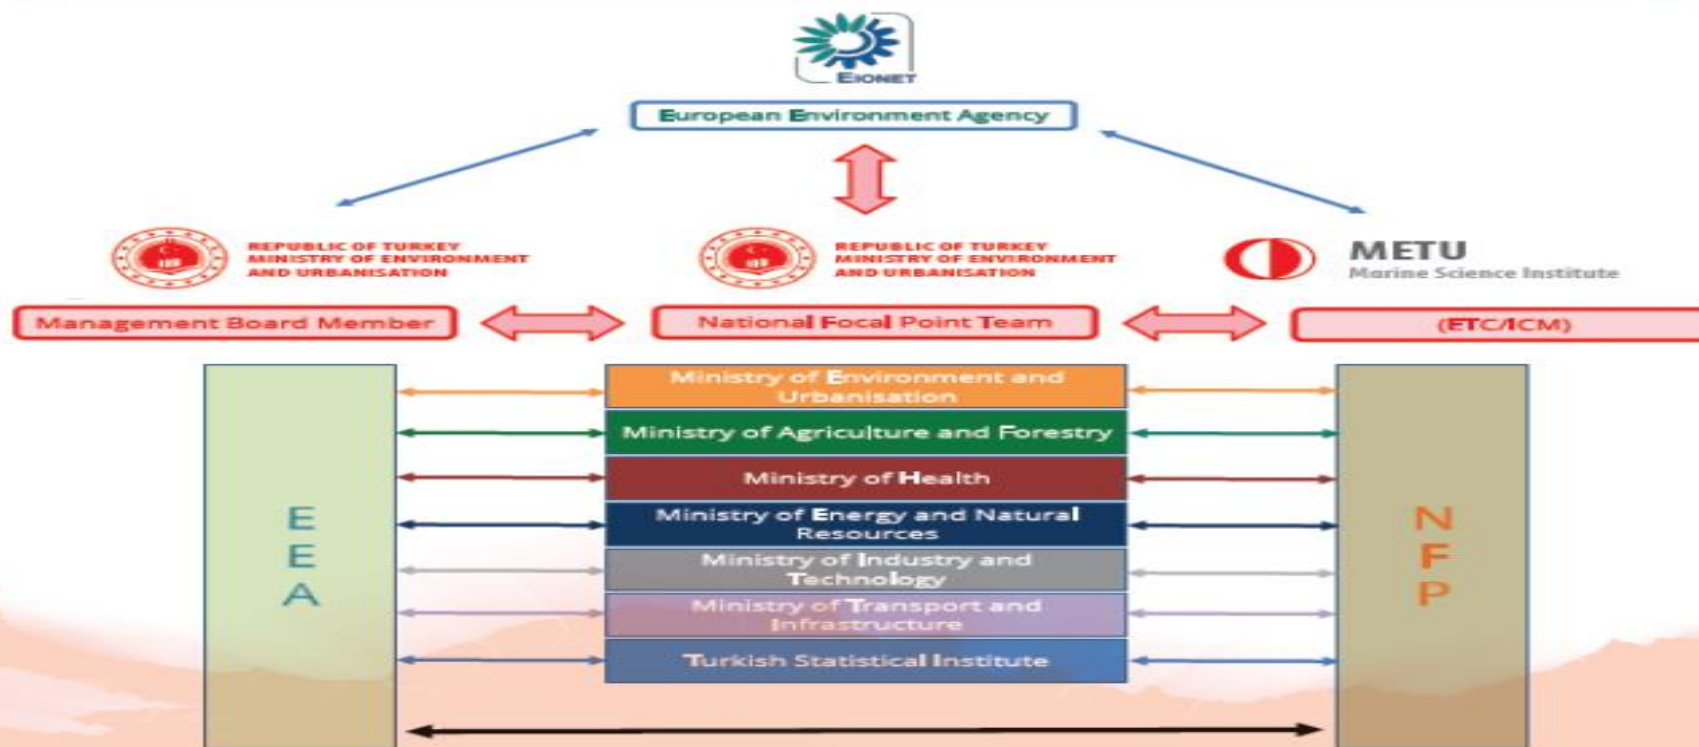 EIONET
European Environment Agency
REPUBLIC OF TURKEY
MINISTRY OF ENVIRONMENT
AND URBANISATION
REPUBLIC OF TURKEY
MINISTRY OF ENVIRONMENT
AND URBANISATION
METU
Marine Science Institute
Management Board Member
National Focal Point Team
(ETC/ICM)
Ministry of Environment and
Urbanisation
Ministry of Agriculture and Forestry
Ministry of Health
Ministry of Energy and Natural
Resources
Ministry of Industry and
Technology
Ministry of Transport and
Infrastructure
Turkish Statistical Institute
E
E
A
N
F
P